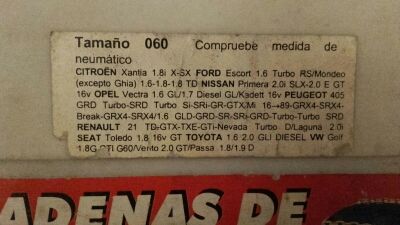 Tamaño 060 Compruebe medida de
neumático
CITROËN Xantia 1.8i X-SX FORD Escort 1.6 Turbo RS/Mondeo
(excepto Ghia) 1.6-1.8-1.8 TD NISSAN Primera 2.0i SLX-2.0 E GT
16v OPEL Vectra 1.6 GL/1.7 Diesel GL/Kadett 16v PEUGEOT 405
GRD Turbo-SRD Turbo Si-SRi-GR-GTX/Mi 16→89-GRX4-SRX4-
Break-GRX4-SRX4/1.6 GLD-GRD-SR-SRi-GRD-Turbo-SRD-Turbo
RENAULT 21 TD-GTX-TXE-GTi-Nevada Turbo D/Laguna 2.0i
SEAT Toledo 1.8 16v GT TOYOTA 1.6 2.0 GLI DIESEL VW Golf
1.8G GTI G60/Vento 2.0 GT/Passa 1.8/1.9 D
ADENAS DE